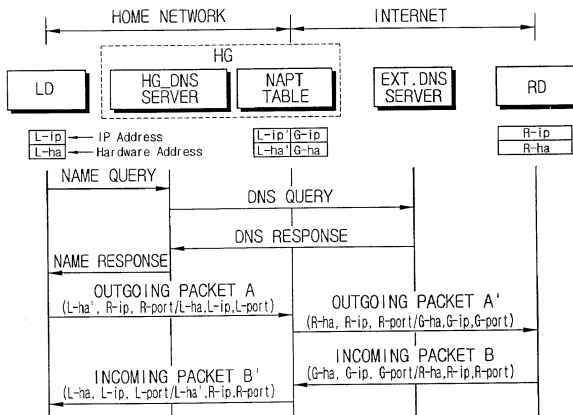 HOME NETWORK
INTERNET
HG
LD
HG_DNS
SERVER
NAPT
TABLE
EXT.DNS
SERVER
RD
L-ip
IP Address
L-ha
Hardware Address
L-ip' G-ip
L-ha' G-ha
R-ip
R-ha
NAME QUERY
DNS QUERY
DNS RESPONSE
NAME RESPONSE
OUTGOING PACKET A
(L-ha', R-ip, R-port/L-ha,L-ip,L-port)
OUTGOING PACKET A'
(R-ha, R-ip, R-port/G-ha,G-ip,G-port)
INCOMING PACKET B
(G-ha, G-ip, G-port/R-ha,R-ip,R-port)
INCOMING PACKET B'
(L-ha, L-ip, L-port/L-ha',R-ip,R-port)